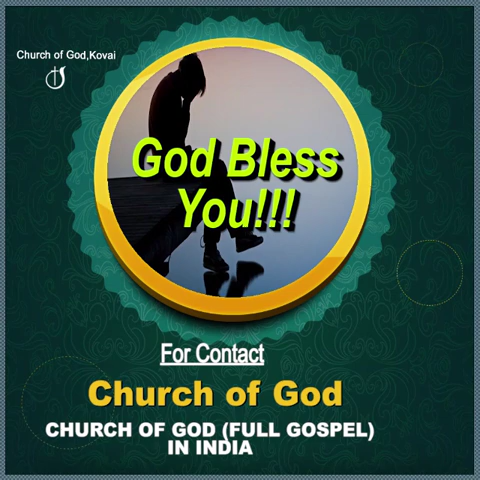 Church of God,Kovai
God Bless
You!!!
For Contact
Church of God
CHURCH OF GOD (FULL GOSPEL)
IN INDIA